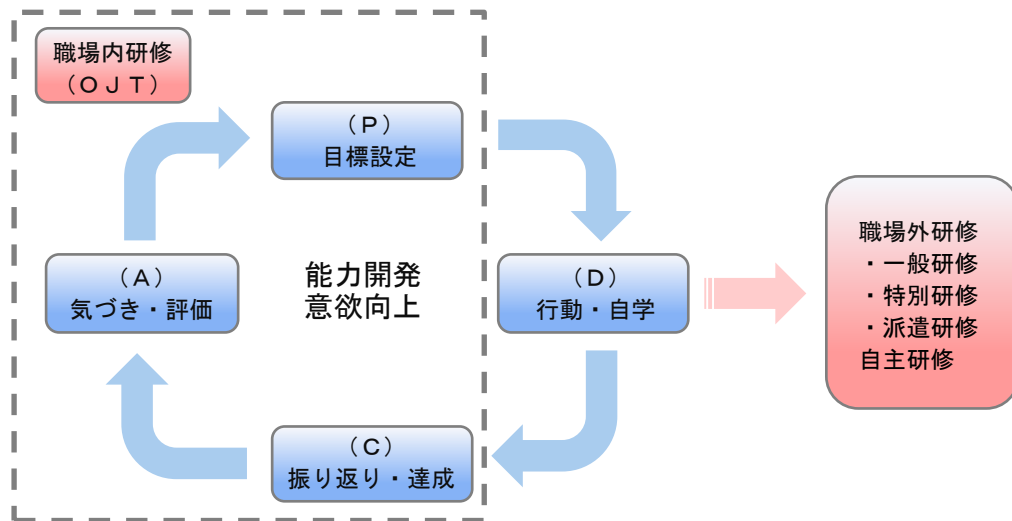 職場内研修
（ＯＪＴ）
（Ｐ）
目標設定
（Ａ）
気づき・評価
能力開発
意欲向上
（Ｄ）
行動・自学
（Ｃ）
振り返り・達成
職場外研修
・一般研修
・特別研修
・派遣研修
自主研修